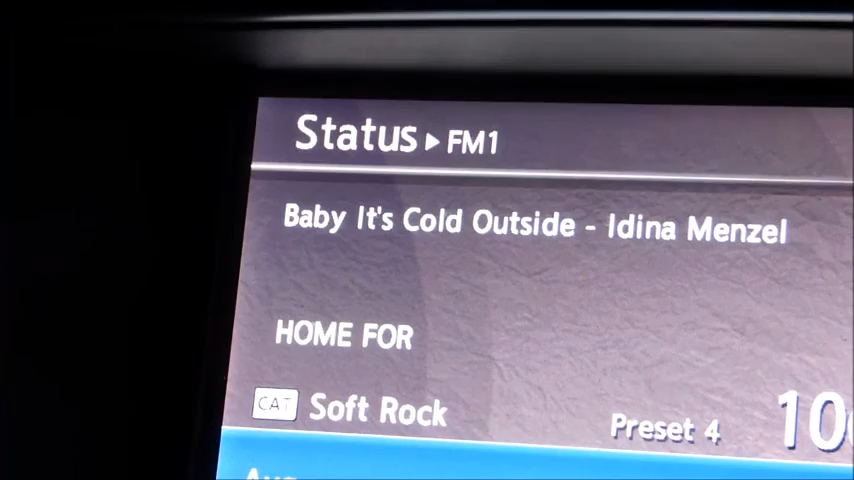 Status ▶ FM1
Baby It's Cold Outside - Idina Menzel
HOME FOR
CAT Soft Rock Preset 4